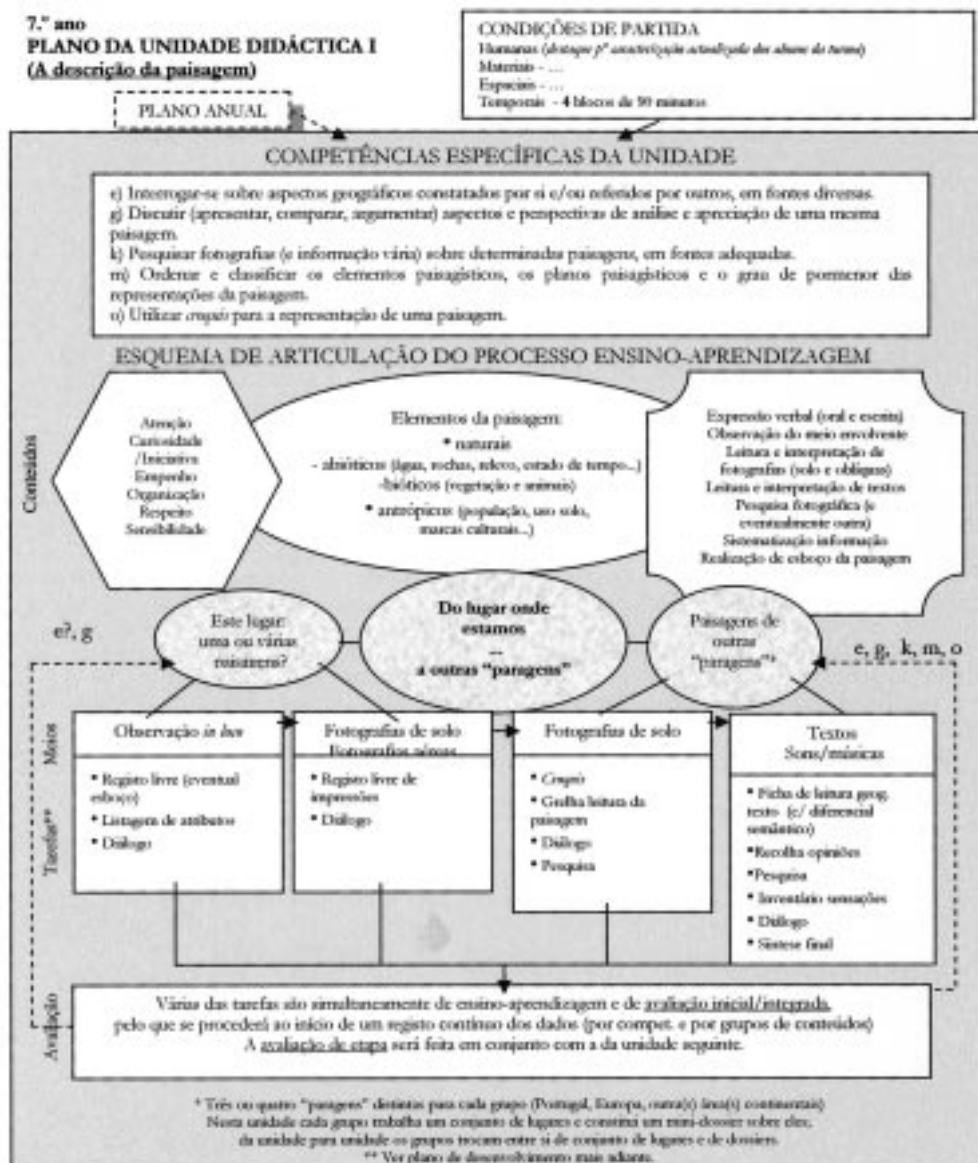 7.º ano
PLANO DA UNIDADE DIDÁCTICA I
(A descrição da paisagem)
CONDIÇÕES DE PARTIDA
Humanas (destaque pª caracterização actualizada dos alunos da turma)
Materiais - ...
Espaciais - ...
Temporais - 4 blocos de 90 minutos
PLANO ANUAL
COMPETÊNCIAS ESPECÍFICAS DA UNIDADE
e) Interrogar-se sobre aspectos geográficos constatados por si e/ou referidos por outros, em fontes diversas.
g) Discutir (apresentar, comparar, argumentar) aspectos e perspectivas de análise e apreciação de uma mesma
paisagem.
k) Pesquisar fotografias (e informação vária) sobre determinadas paisagens, em fontes adequadas.
m) Ordenar e classificar os elementos paisagísticos, os planos paisagísticos e o grau de pormenor das
representações da paisagem.
o) Utilizar croquis para a representação de uma paisagem.
ESQUEMA DE ARTICULAÇÃO DO PROCESSO ENSINO-APRENDIZAGEM
Conteúdos
Atenção
Curiosidade
/Iniciativa
Empenho
Organização
Respeito
Sensibilidade
Elementos da paisagem:
* naturais
- abióticos (água, rochas, relevo, estado de tempo...)
-bióticos (vegetação e animais)
* antrópicos (população, uso solo,
marcas culturais...)
Expressão verbal (oral e escrita)
Observação do meio envolvente
Leitura e interpretação de
fotografias (solo e oblíquas)
Leitura e interpretação de textos
Pesquisa fotográfica (e
eventualmente outra)
Sistematização informação
Realização de esboço da paisagem
e?, g
Este lugar:
uma ou várias
Do lugar onde
estamos
...
a outras "paragens"
Paisagens de
outras
"paragens"*
e, g, k, m, o
Meios
Observação in loco
Fotografias de solo
Fotografias aéreas
Fotografias de solo
Textos
Sons/músicas
Tarefas**
* Registo livre (eventual
esboço)
* Listagem de atributos
* Diálogo
* Registo livre de
impressões
* Diálogo
* Croquis
* Grelha leitura da
paisagem
* Diálogo
* Pesquisa
* Ficha de leitura geog.
texto (c/ diferencial
semântico)
*Recolha opiniões
*Pesquisa
* Inventário sensações
* Diálogo
* Síntese final
Avaliação
Várias das tarefas são simultaneamente de ensino-aprendizagem e de avaliação inicial/integrada,
pelo que se procederá ao início de um registo contínuo dos dados (por compet. e por grupos de conteúdos)
A avaliação de etapa será feita em conjunto com a da unidade seguinte.
* Três ou quatro "paragens" distintas para cada grupo (Portugal, Europa, outra(s) área(s) continentais)
Nesta unidade cada grupo trabalha um conjunto de lugares e constitui um mini-dossier sobre eles,
da unidade para unidade os grupos trocam entre si de conjunto de lugares e de dossiers.
** Ver plano de desenvolvimento mais adiante.